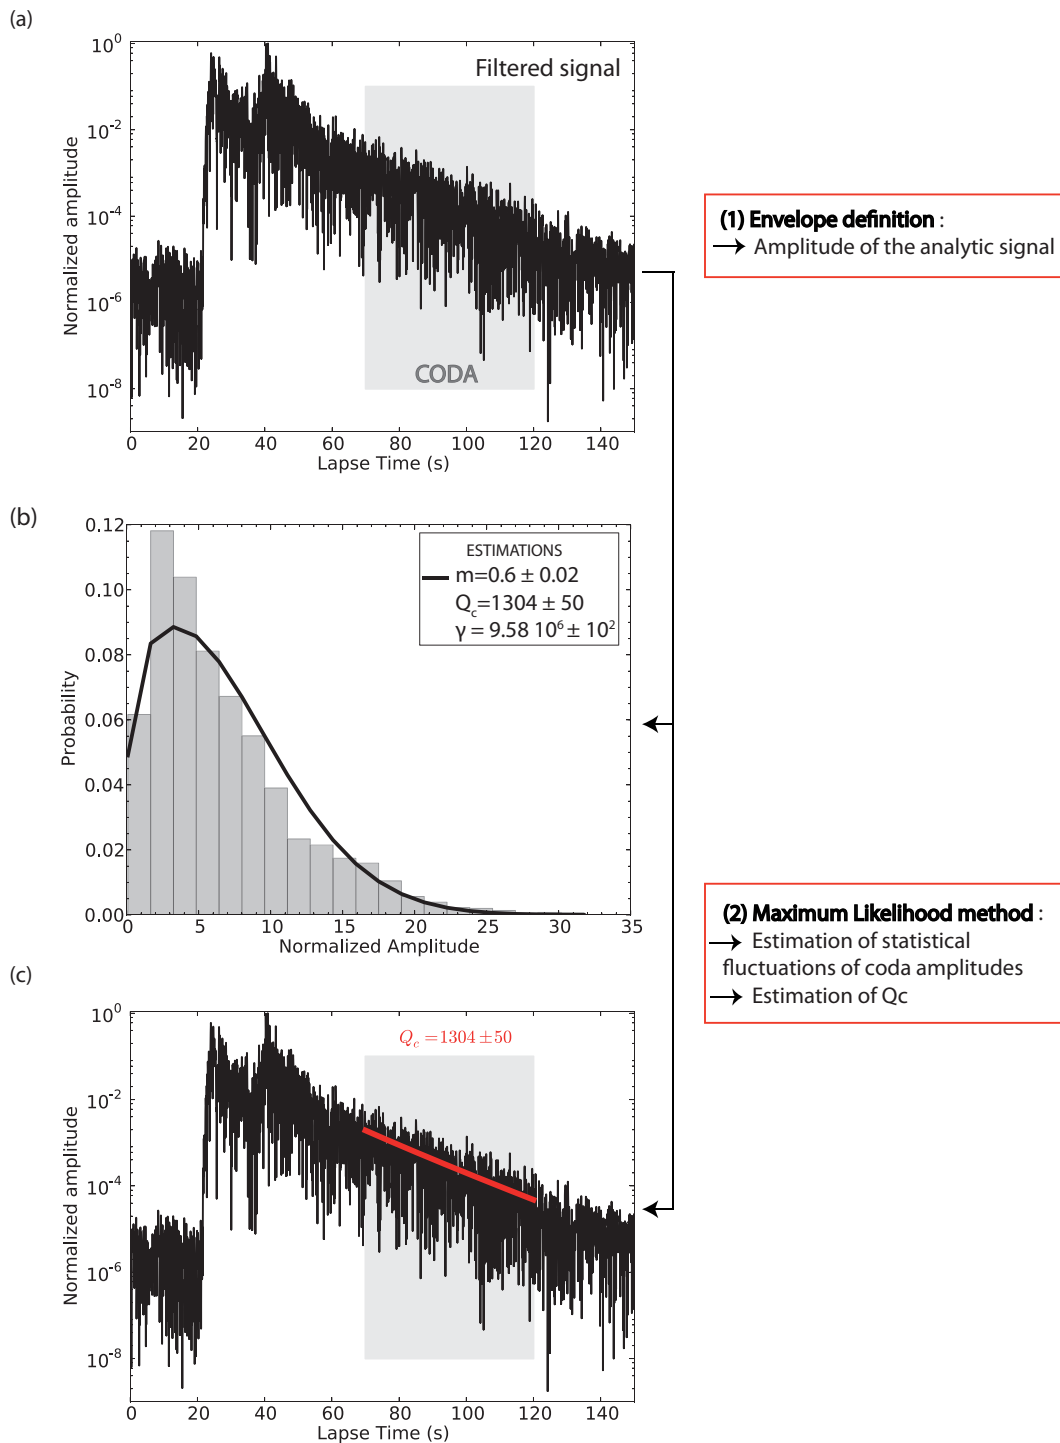 (a)
10^0
10^-2
10^-4
10^-6
10^-8
Normalized amplitude
Filtered signal
CODA
0 20 40 60 80 100 120 140
Lapse Time (s)
(1) Envelope definition :
→ Amplitude of the analytic signal
(b)
0.12
0.10
0.08
0.06
0.04
0.02
0.00
Probability
ESTIMATIONS
m=0.6 ± 0.02
Q_c=1304 ± 50
γ = 9.58 10^6 ± 10^2
0 5 10 15 20 25 30 35
Normalized Amplitude
(2) Maximum Likelihood method :
→ Estimation of statistical
fluctuations of coda amplitudes
→ Estimation of Qc
(c)
10^0
10^-2
10^-4
10^-6
10^-8
Normalized amplitude
Q_c =1304±50
0 20 40 60 80 100 120 140
Lapse Time (s)